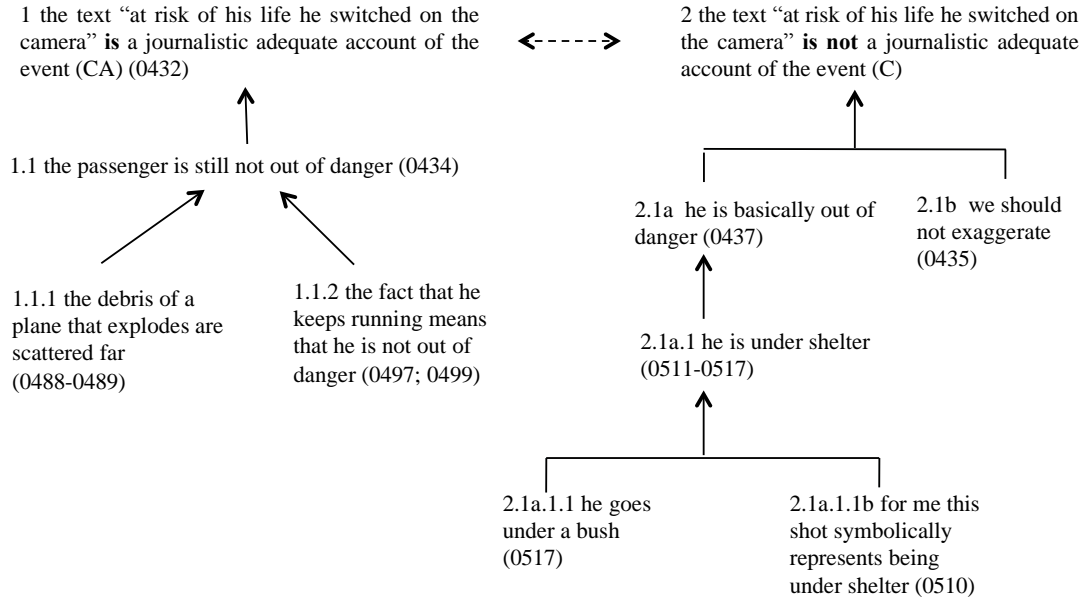 1 the text “at risk of his life he switched on the
camera” is a journalistic adequate account of the
event (CA) (0432)
2 the text “at risk of his life he switched on
the camera” is not a journalistic adequate
account of the event (C)
1.1 the passenger is still not out of danger (0434)
2.1a he is basically out of
danger (0437)
2.1b we should
not exaggerate
(0435)
1.1.1 the debris of a
plane that explodes are
scattered far
(0488-0489)
1.1.2 the fact that he
keeps running means
that he is not out of
danger (0497; 0499)
2.1a.1 he is under shelter
(0511-0517)
2.1a.1.1 he goes
under a bush
(0517)
2.1a.1.1b for me this
shot symbolically
represents being
under shelter (0510)